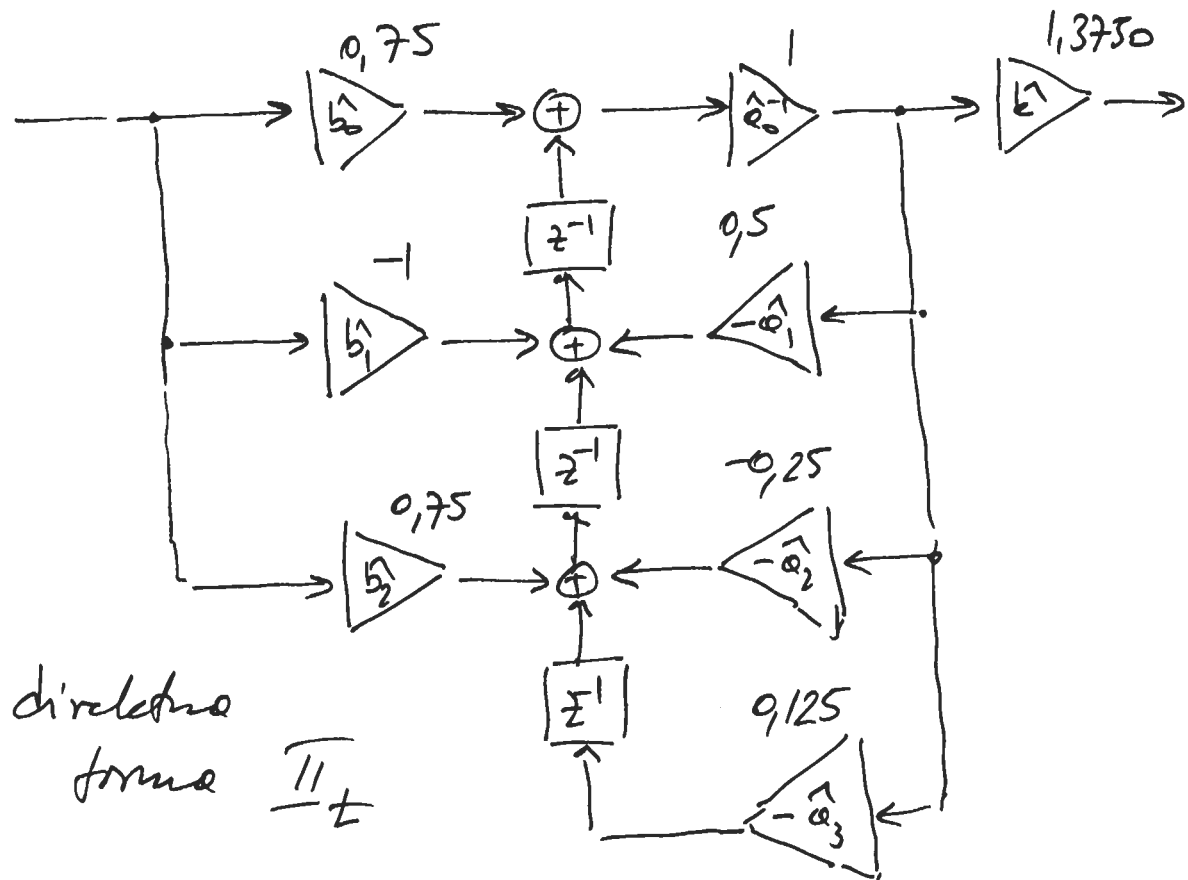 0,75
1
1,3750
b̂₀
+
â₀⁻¹
k̂
z⁻¹
0,5
-1
b̂₁
+
-â₁
z⁻¹
-0,25
0,75
b̂₂
+
-â₂
z⁻¹
0,125
direktna
forma II_t
-â₃